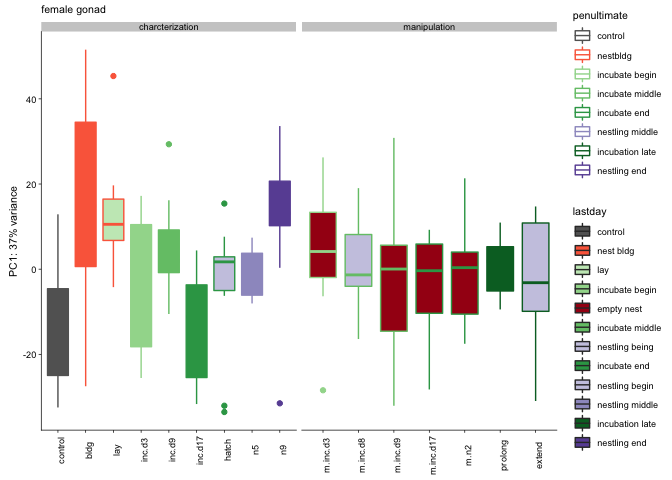 female gonad
charcterization
manipulation
PC1: 37% variance
40
20
0
-20
control
bldg
lay
inc.d3
inc.d9
inc.d17
hatch
n5
n9
m.inc.d3
m.inc.d8
m.inc.d9
m.inc.d17
m.n2
prolong
extend
penultimate
control
nestbldg
incubate begin
incubate middle
incubate end
nestling middle
incubation late
nestling end
lastday
control
nest bldg
lay
incubate begin
empty nest
incubate middle
nestling being
incubate end
nestling begin
nestling middle
incubation late
nestling end